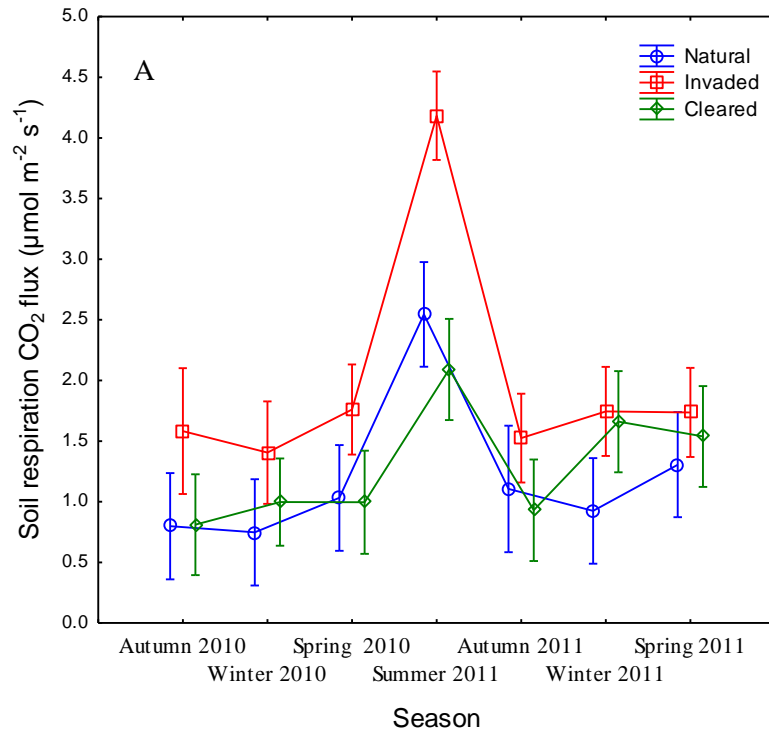 A
Natural
Invaded
Cleared
Soil respiration CO₂ flux (µmol m⁻² s⁻¹)
5.0
4.5
4.0
3.5
3.0
2.5
2.0
1.5
1.0
0.5
0.0
Autumn 2010 Spring 2010 Autumn 2011 Spring 2011
Winter 2010 Summer 2011 Winter 2011
Season